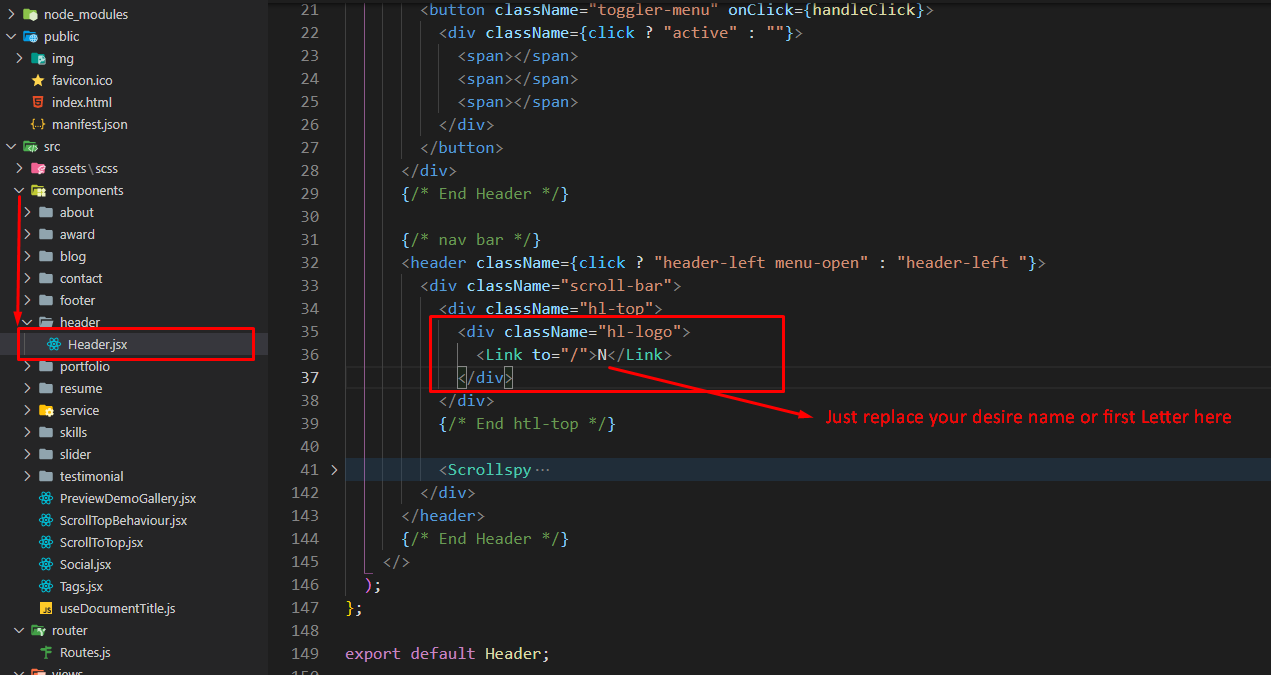 node_modules
public
img
favicon.ico
index.html
manifest.json
src
assets\scss
components
about
award
blog
contact
footer
header
Header.jsx
portfolio
resume
service
skills
slider
testimonial
PreviewDemoGallery.jsx
ScrollTopBehaviour.jsx
ScrollToTop.jsx
Social.jsx
Tags.jsx
JS useDocumentTitle.js
router
Routes.js
views
21 <button className="toggler-menu" onClick={handleClick}>
22 <div className={click ? "active" : ""}>
23 <span></span>
24 <span></span>
25 <span></span>
26 </div>
27 </button>
28 </div>
29 {/* End Header */}
30
31 {/* nav bar */}
32 <header className={click ? "header-left menu-open" : "header-left "}>
33 <div className="scroll-bar">
34 <div className="hl-top">
35 <div className="hl-logo">
36 <Link to="/">N</Link>
37 </div>
38 </div>
39 {/* End htl-top */}
40
41 <Scrollspy ···
142 </div>
143 </header>
144 {/* End Header */}
145 </>
146 );
147 };
148
149 export default Header;
150
Just replace your desire name or first Letter here